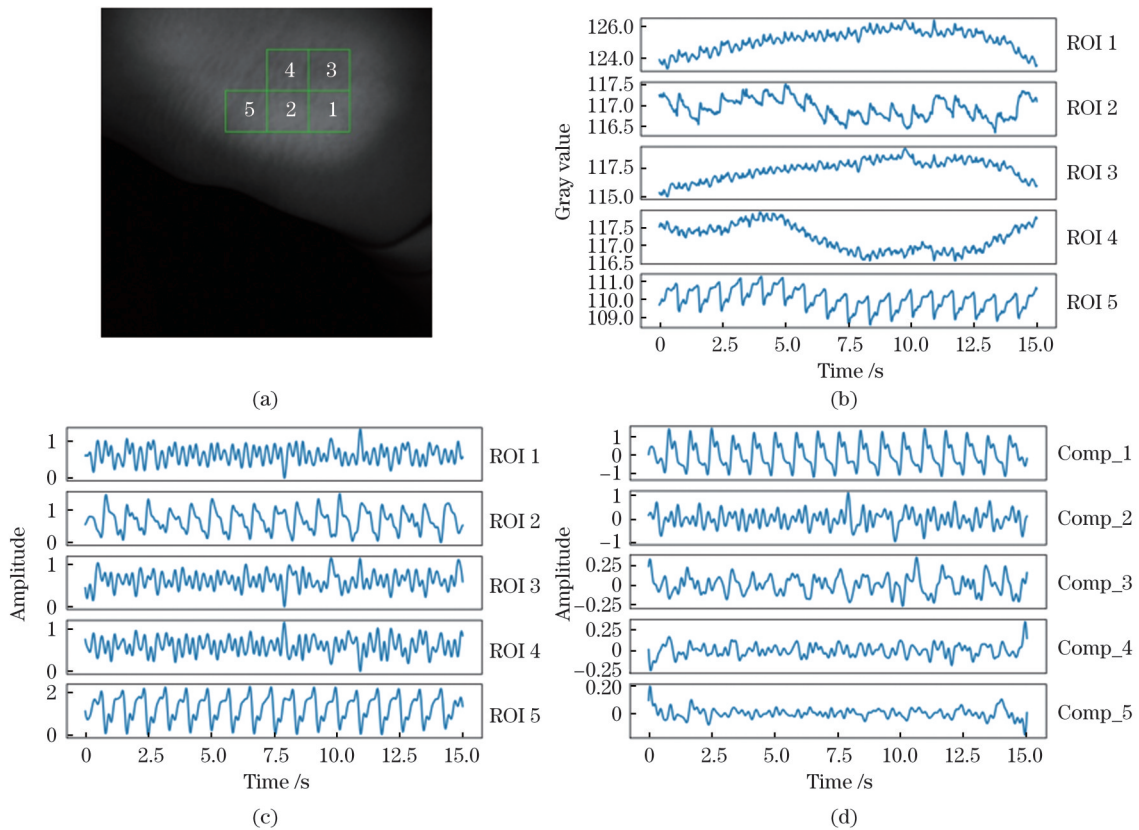 4 3
5 2 1
(a)
Gray value
126.0
124.0
ROI 1
117.5
117.0
116.5
ROI 2
117.5
115.0
ROI 3
117.5
117.0
116.5
ROI 4
111.0
110.0
109.0
ROI 5
0 2.5 5.0 7.5 10.0 12.5 15.0
Time /s
(b)
Amplitude
1
0
ROI 1
1
0
ROI 2
1
0
ROI 3
1
0
ROI 4
2
0
ROI 5
0 2.5 5.0 7.5 10.0 12.5 15.0
Time /s
(c)
Amplitude
1
0
−1
Comp_1
1
0
−1
Comp_2
0.25
0
−0.25
Comp_3
0.25
0
−0.25
Comp_4
0.20
0
Comp_5
0 2.5 5.0 7.5 10.0 12.5 15.0
Time /s
(d)